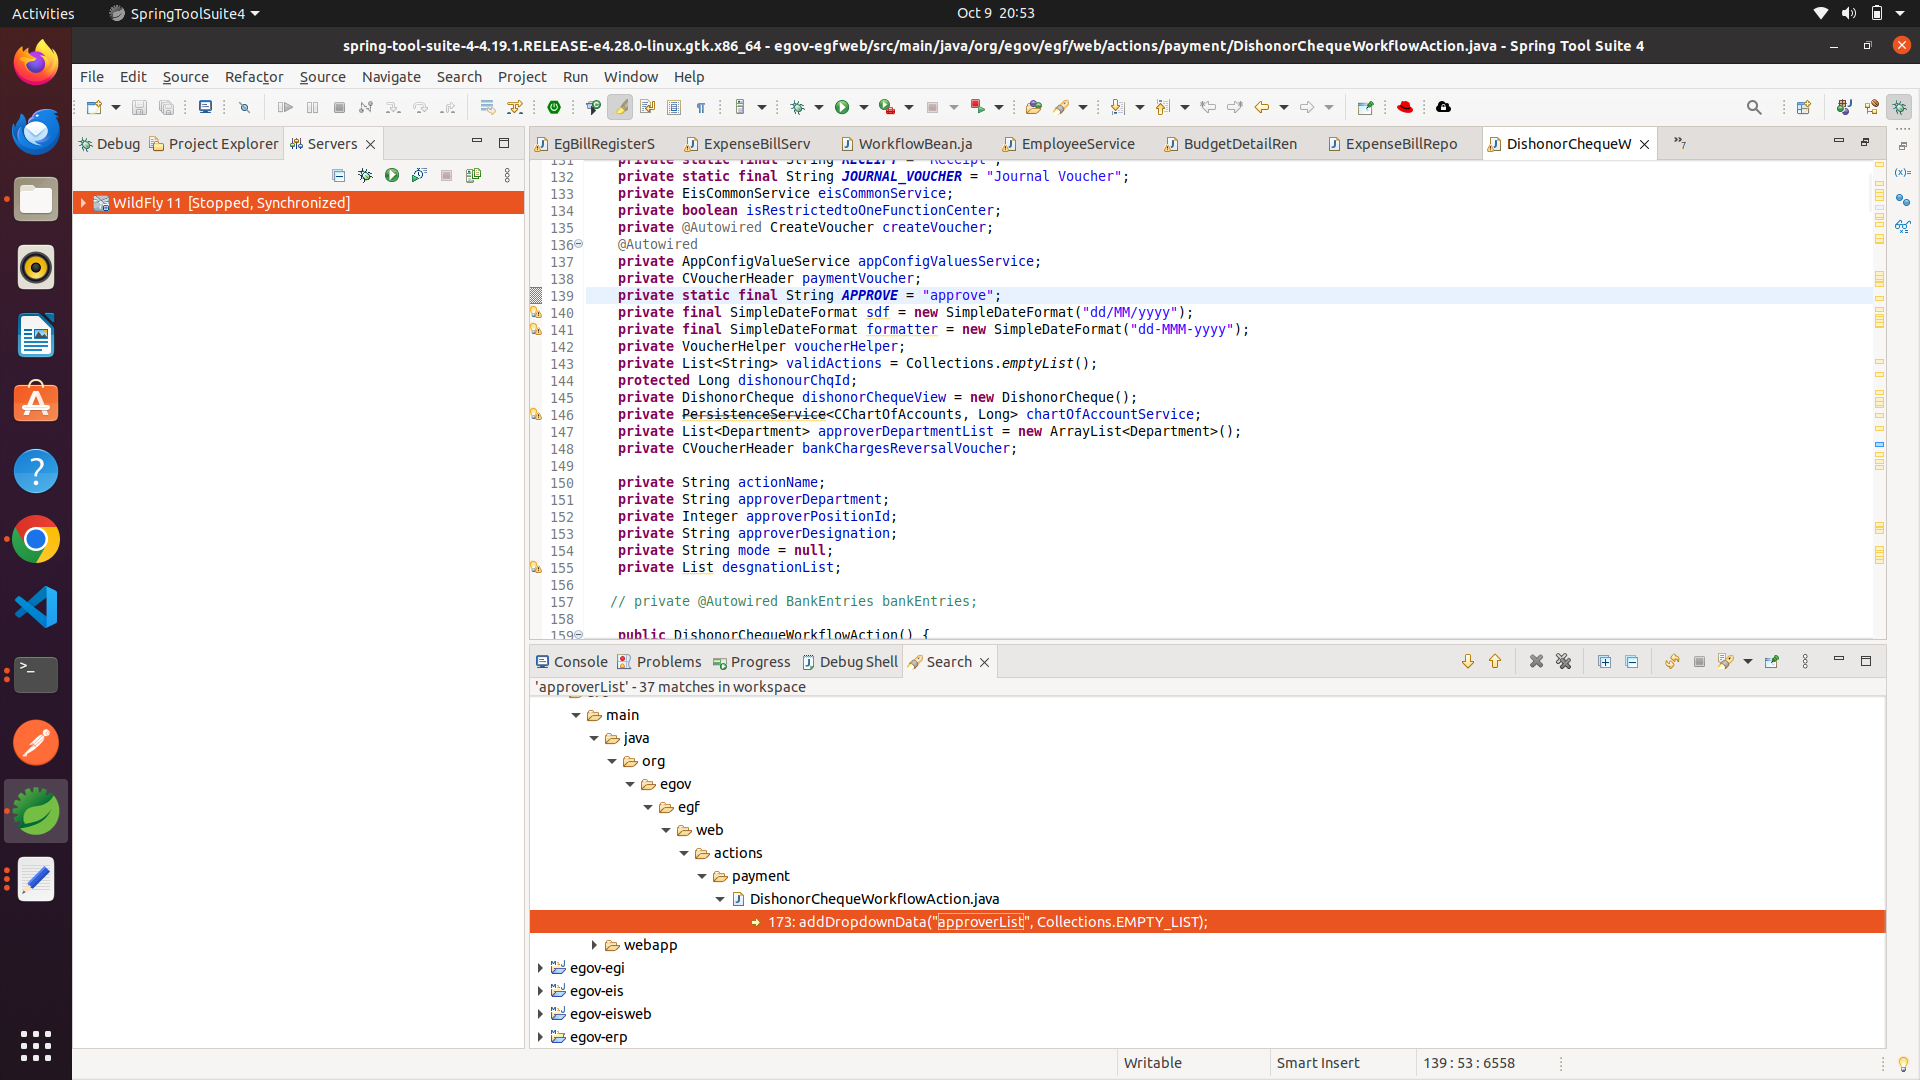 Activities
SpringToolSuite4
Oct 9 20:53
spring-tool-suite-4-4.19.1.RELEASE-e4.28.0-linux.gtk.x86_64 - egov-egfweb/src/main/java/org/egov/egf/web/actions/payment/DishonorChequeWorkflowAction.java - Spring Tool Suite 4
File Edit Source Refactor Source Navigate Search Project Run Window Help
Debug Project Explorer Servers
EgBillRegisterS ExpenseBillServ WorkflowBean.ja EmployeeService BudgetDetailRen ExpenseBillRepo DishonorChequeW 7
WildFly 11 [Stopped, Synchronized]
131 private static final String RECEIPT = "Receipt";
132 private static final String JOURNAL_VOUCHER = "Journal Voucher";
133 private EisCommonService eisCommonService;
134 private boolean isRestrictedtoOneFunctionCenter;
135 private @Autowired CreateVoucher createVoucher;
136 @Autowired
137 private AppConfigValueService appConfigValuesService;
138 private CVoucherHeader paymentVoucher;
139 private static final String APPROVE = "approve";
140 private final SimpleDateFormat sdf = new SimpleDateFormat("dd/MM/yyyy");
141 private final SimpleDateFormat formatter = new SimpleDateFormat("dd-MMM-yyyy");
142 private VoucherHelper voucherHelper;
143 private List<String> validActions = Collections.emptyList();
144 protected Long dishonourChqId;
145 private DishonorCheque dishonorChequeView = new DishonorCheque();
146 private PersistenceService<CChartOfAccounts, Long> chartOfAccountService;
147 private List<Department> approverDepartmentList = new ArrayList<Department>();
148 private CVoucherHeader bankChargesReversalVoucher;
149
150 private String actionName;
151 private String approverDepartment;
152 private Integer approverPositionId;
153 private String approverDesignation;
154 private String mode = null;
155 private List desgnationList;
156
157 // private @Autowired BankEntries bankEntries;
158
159 public DishonorChequeWorkflowAction() {
Console Problems Progress Debug Shell Search
'approverList' - 37 matches in workspace
main
java
org
egov
egf
web
actions
payment
DishonorChequeWorkflowAction.java
173: addDropdownData("approverList", Collections.EMPTY_LIST);
webapp
egov-egi
egov-eis
egov-eisweb
egov-erp
Writable
Smart Insert
139 : 53 : 6558